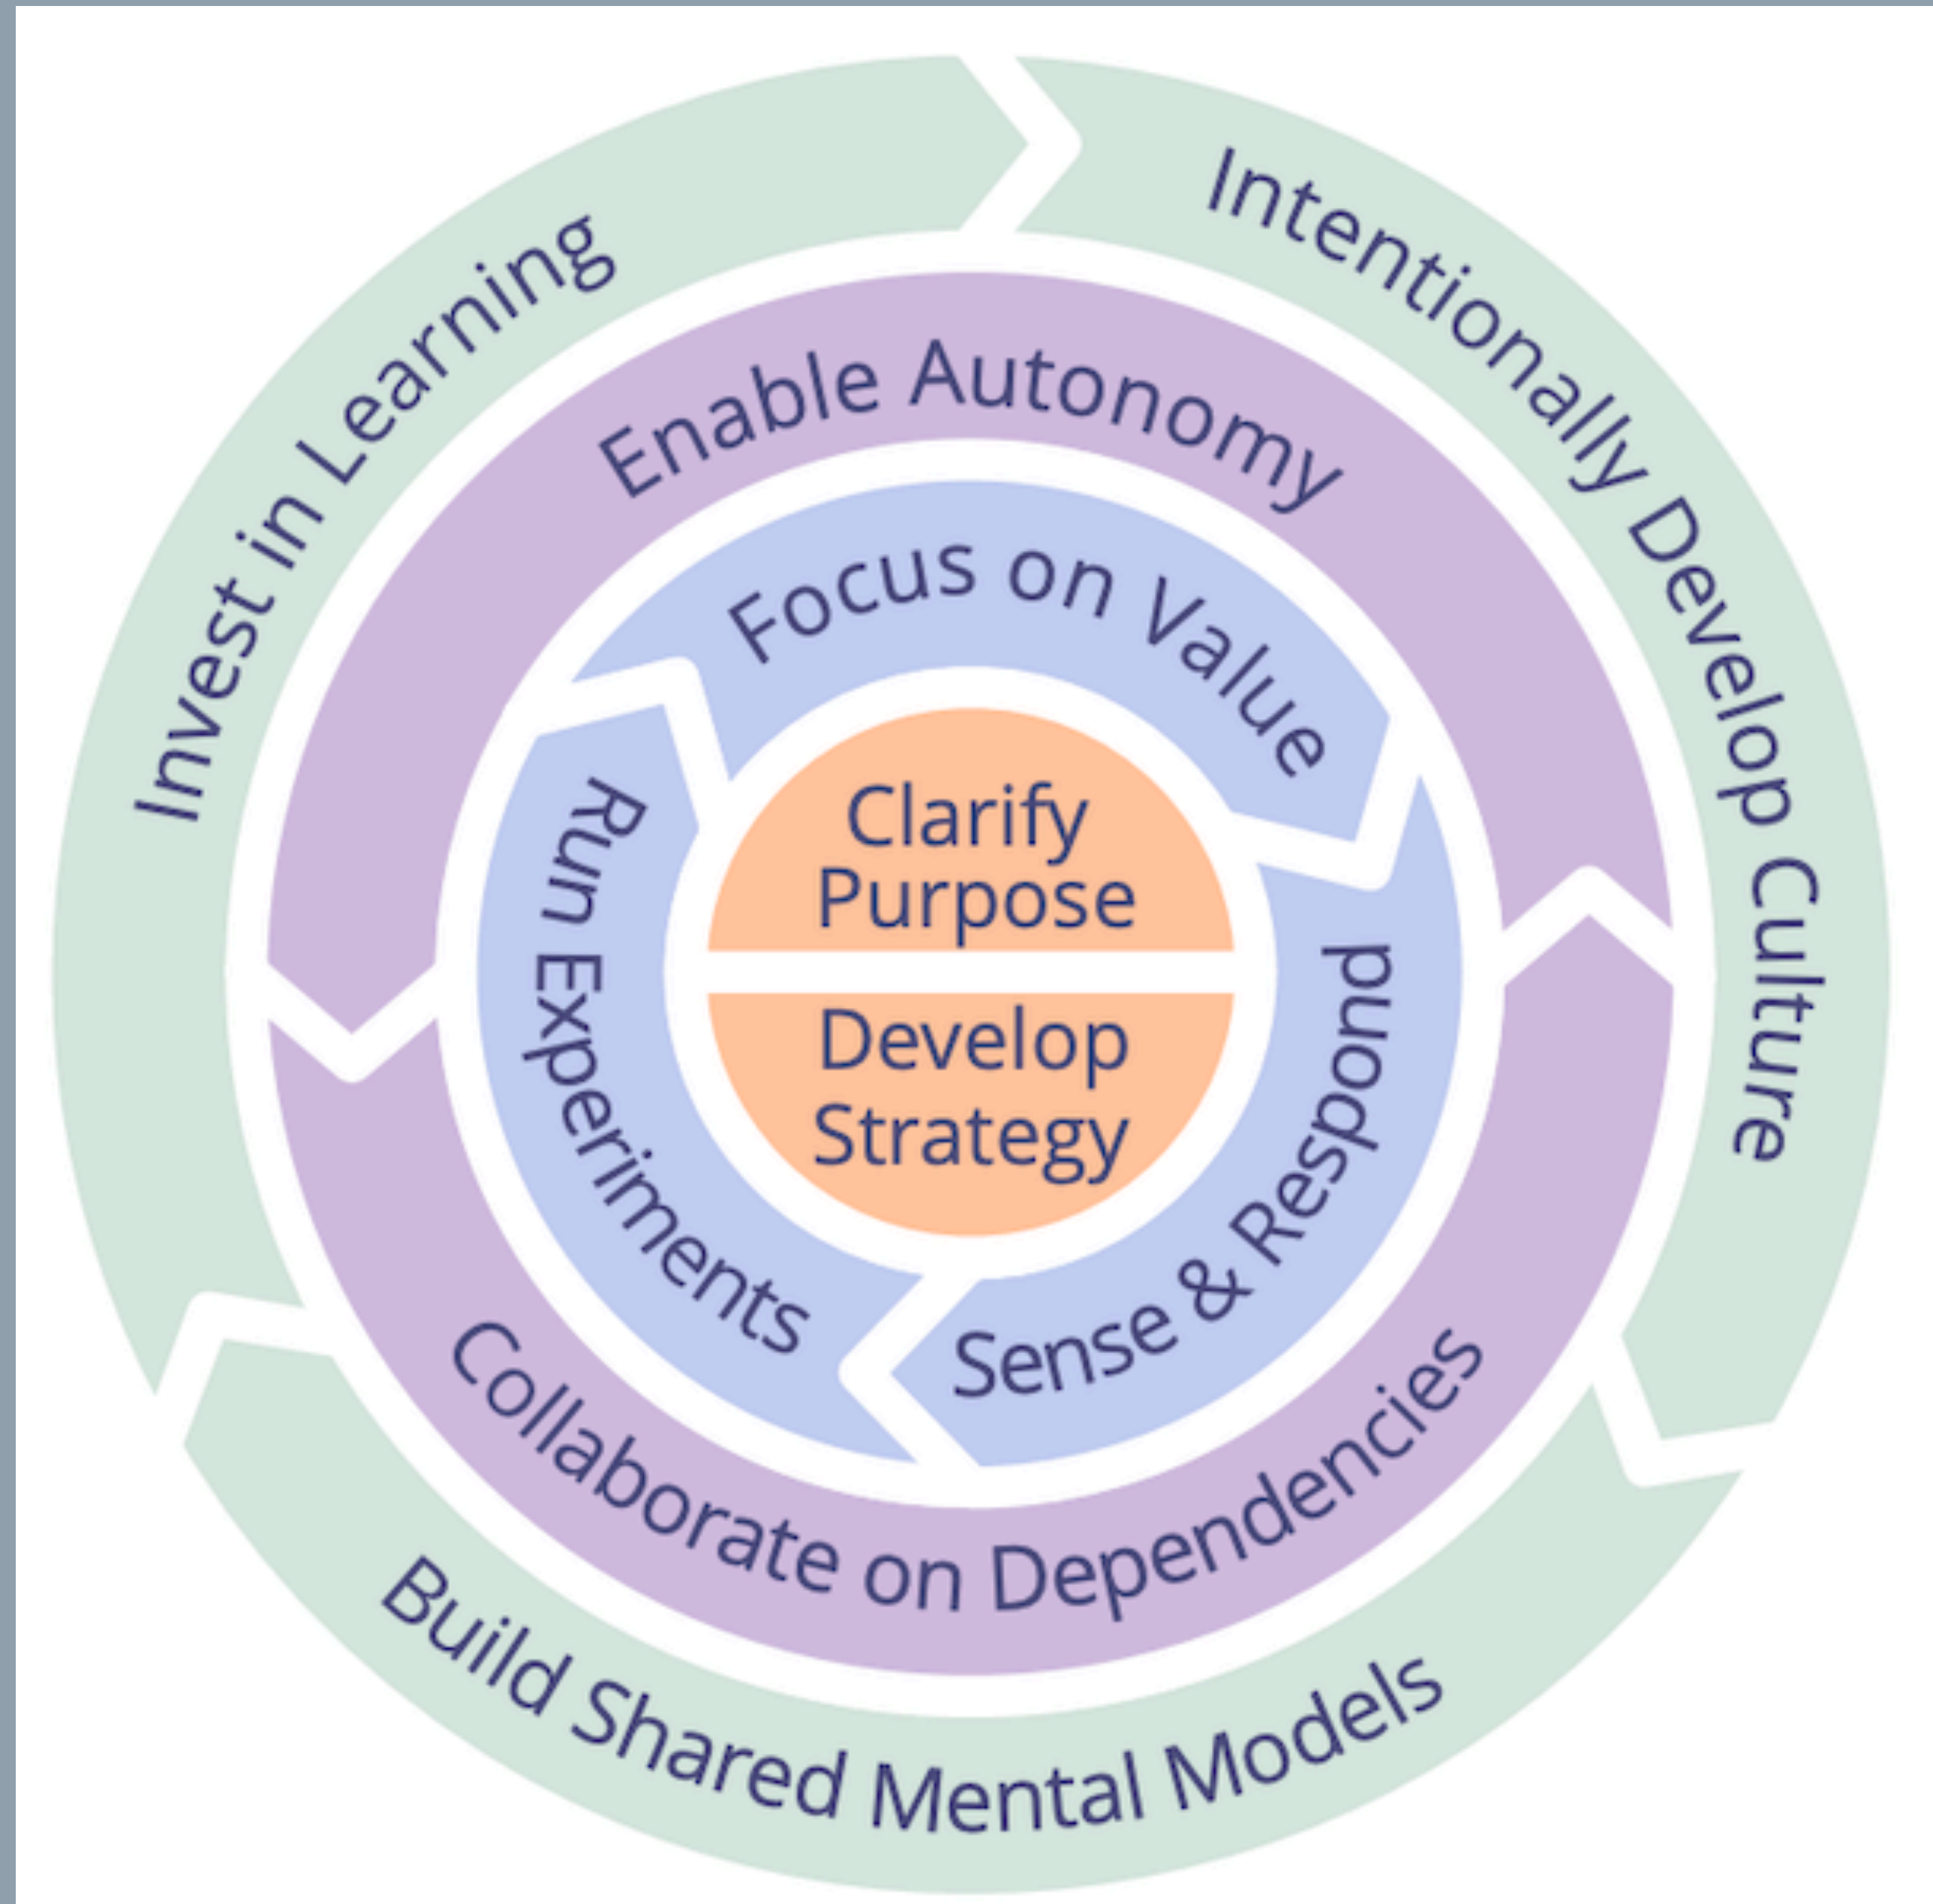 Invest in Learning
Intentionally Develop Culture
Build Shared Mental Models
Enable Autonomy
Collaborate on Dependencies
Focus on Value
Sense & Respond
Run Experiments
Clarify
Purpose
Develop
Strategy